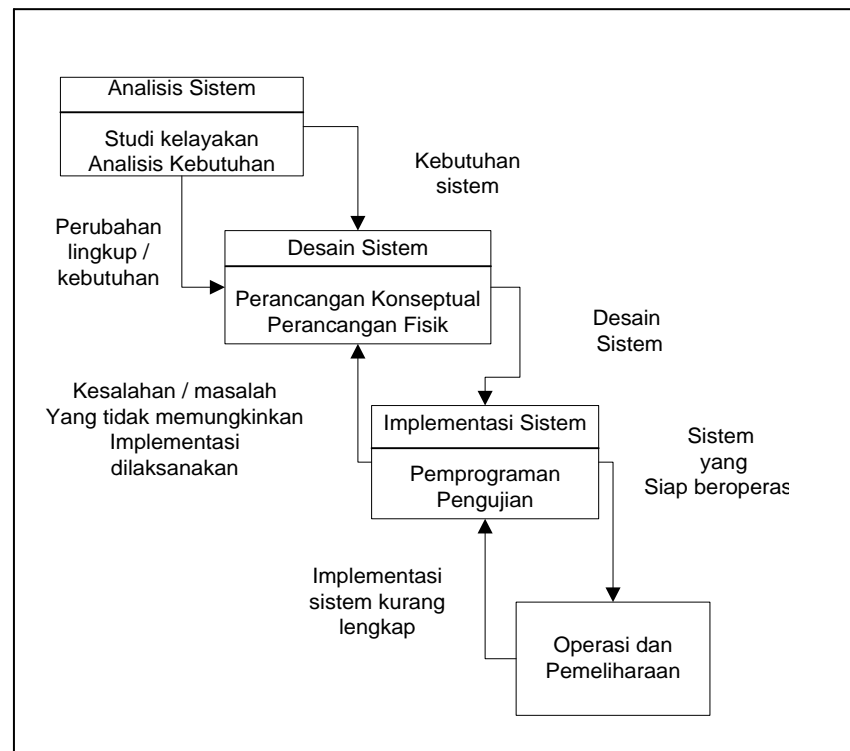 Analisis Sistem
Studi kelayakan
Analisis Kebutuhan
Kebutuhan
sistem
Perubahan
lingkup /
kebutuhan
Desain Sistem
Perancangan Konseptual
Perancangan Fisik
Desain
Sistem
Kesalahan / masalah
Yang tidak memungkinkan
Implementasi
dilaksanakan
Implementasi Sistem
Pemprograman
Pengujian
Sistem
yang
Siap beroperas
Implementasi
sistem kurang
lengkap
Operasi dan
Pemeliharaan